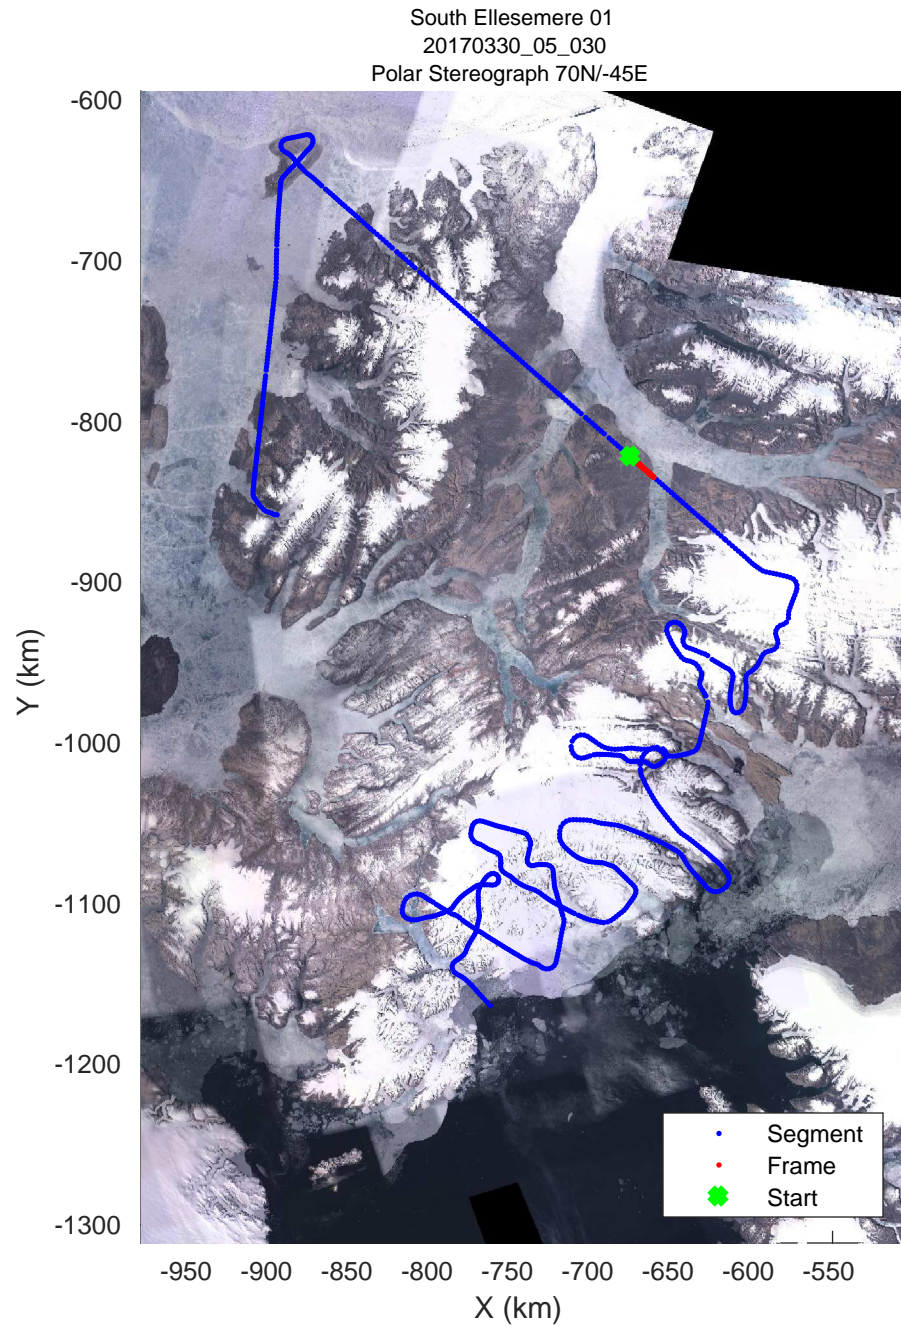 South Ellesemere 01
20170330_05_030
Polar Stereograph 70N/-45E
-600
-700
-800
-900
-1000
-1100
-1200
-1300
Y (km)
Segment
Frame
Start
-950 -900 -850 -800 -750 -700 -650 -600 -550
X (km)